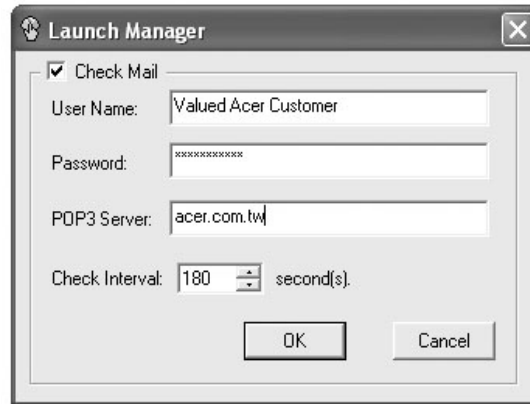 Launch Manager
Check Mail
User Name: Valued Acer Customer
Password: ***********
POP3 Server: acer.com.tw
Check Interval: 180 second(s).
OK Cancel